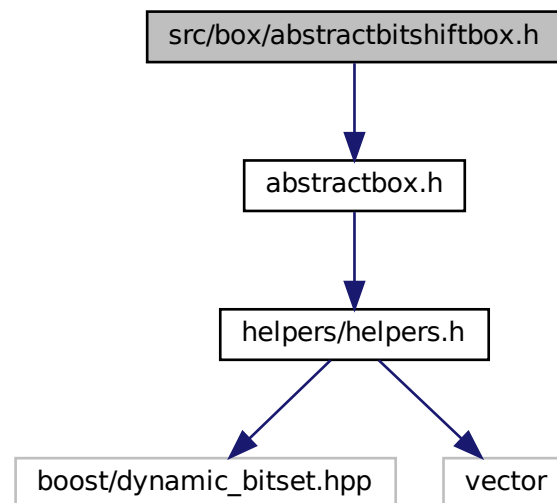 src/box/abstractbitshiftbox.h
abstractbox.h
helpers/helpers.h
boost/dynamic_bitset.hpp
vector